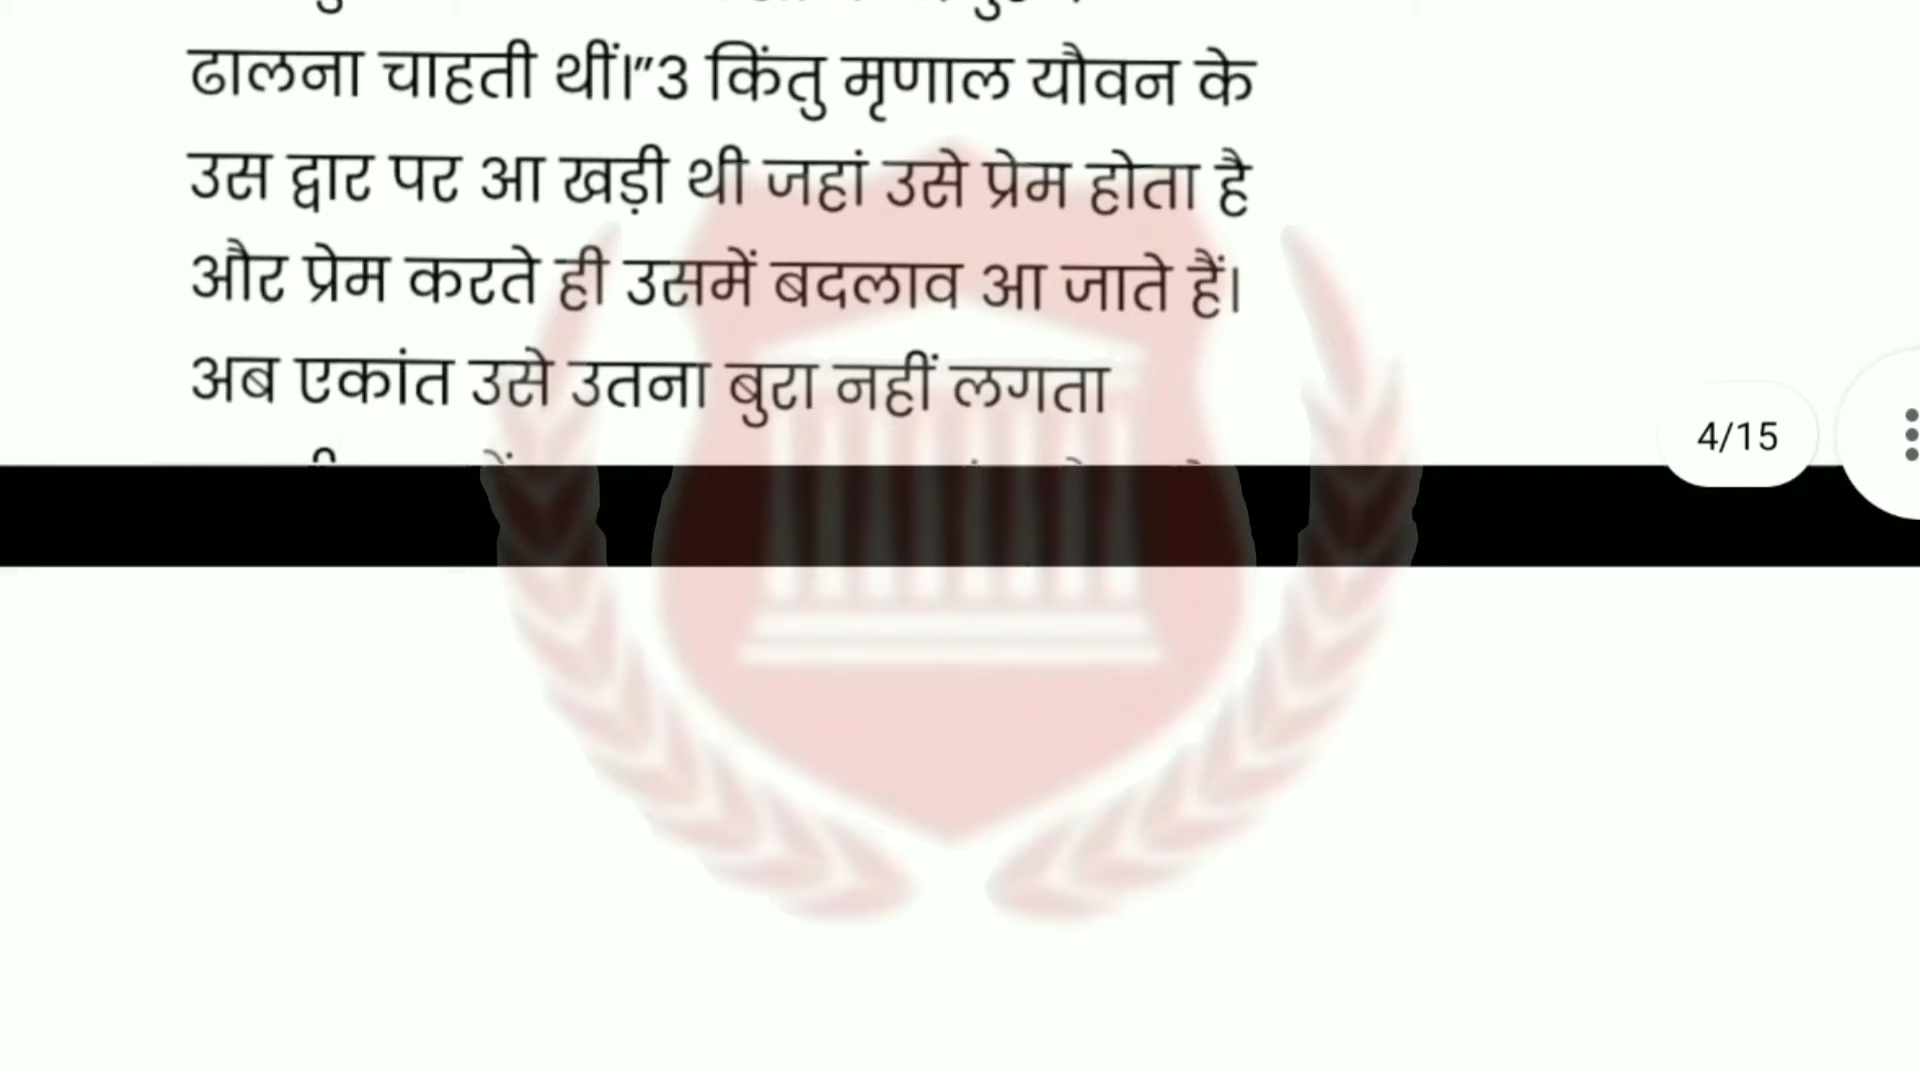 ढालना चाहती थीं।”3 किंतु मृणाल यौवन के
उस द्वार पर आ खड़ी थी जहां उसे प्रेम होता है
और प्रेम करते ही उसमें बदलाव आ जाते हैं।
अब एकांत उसे उतना बुरा नहीं लगता
4/15